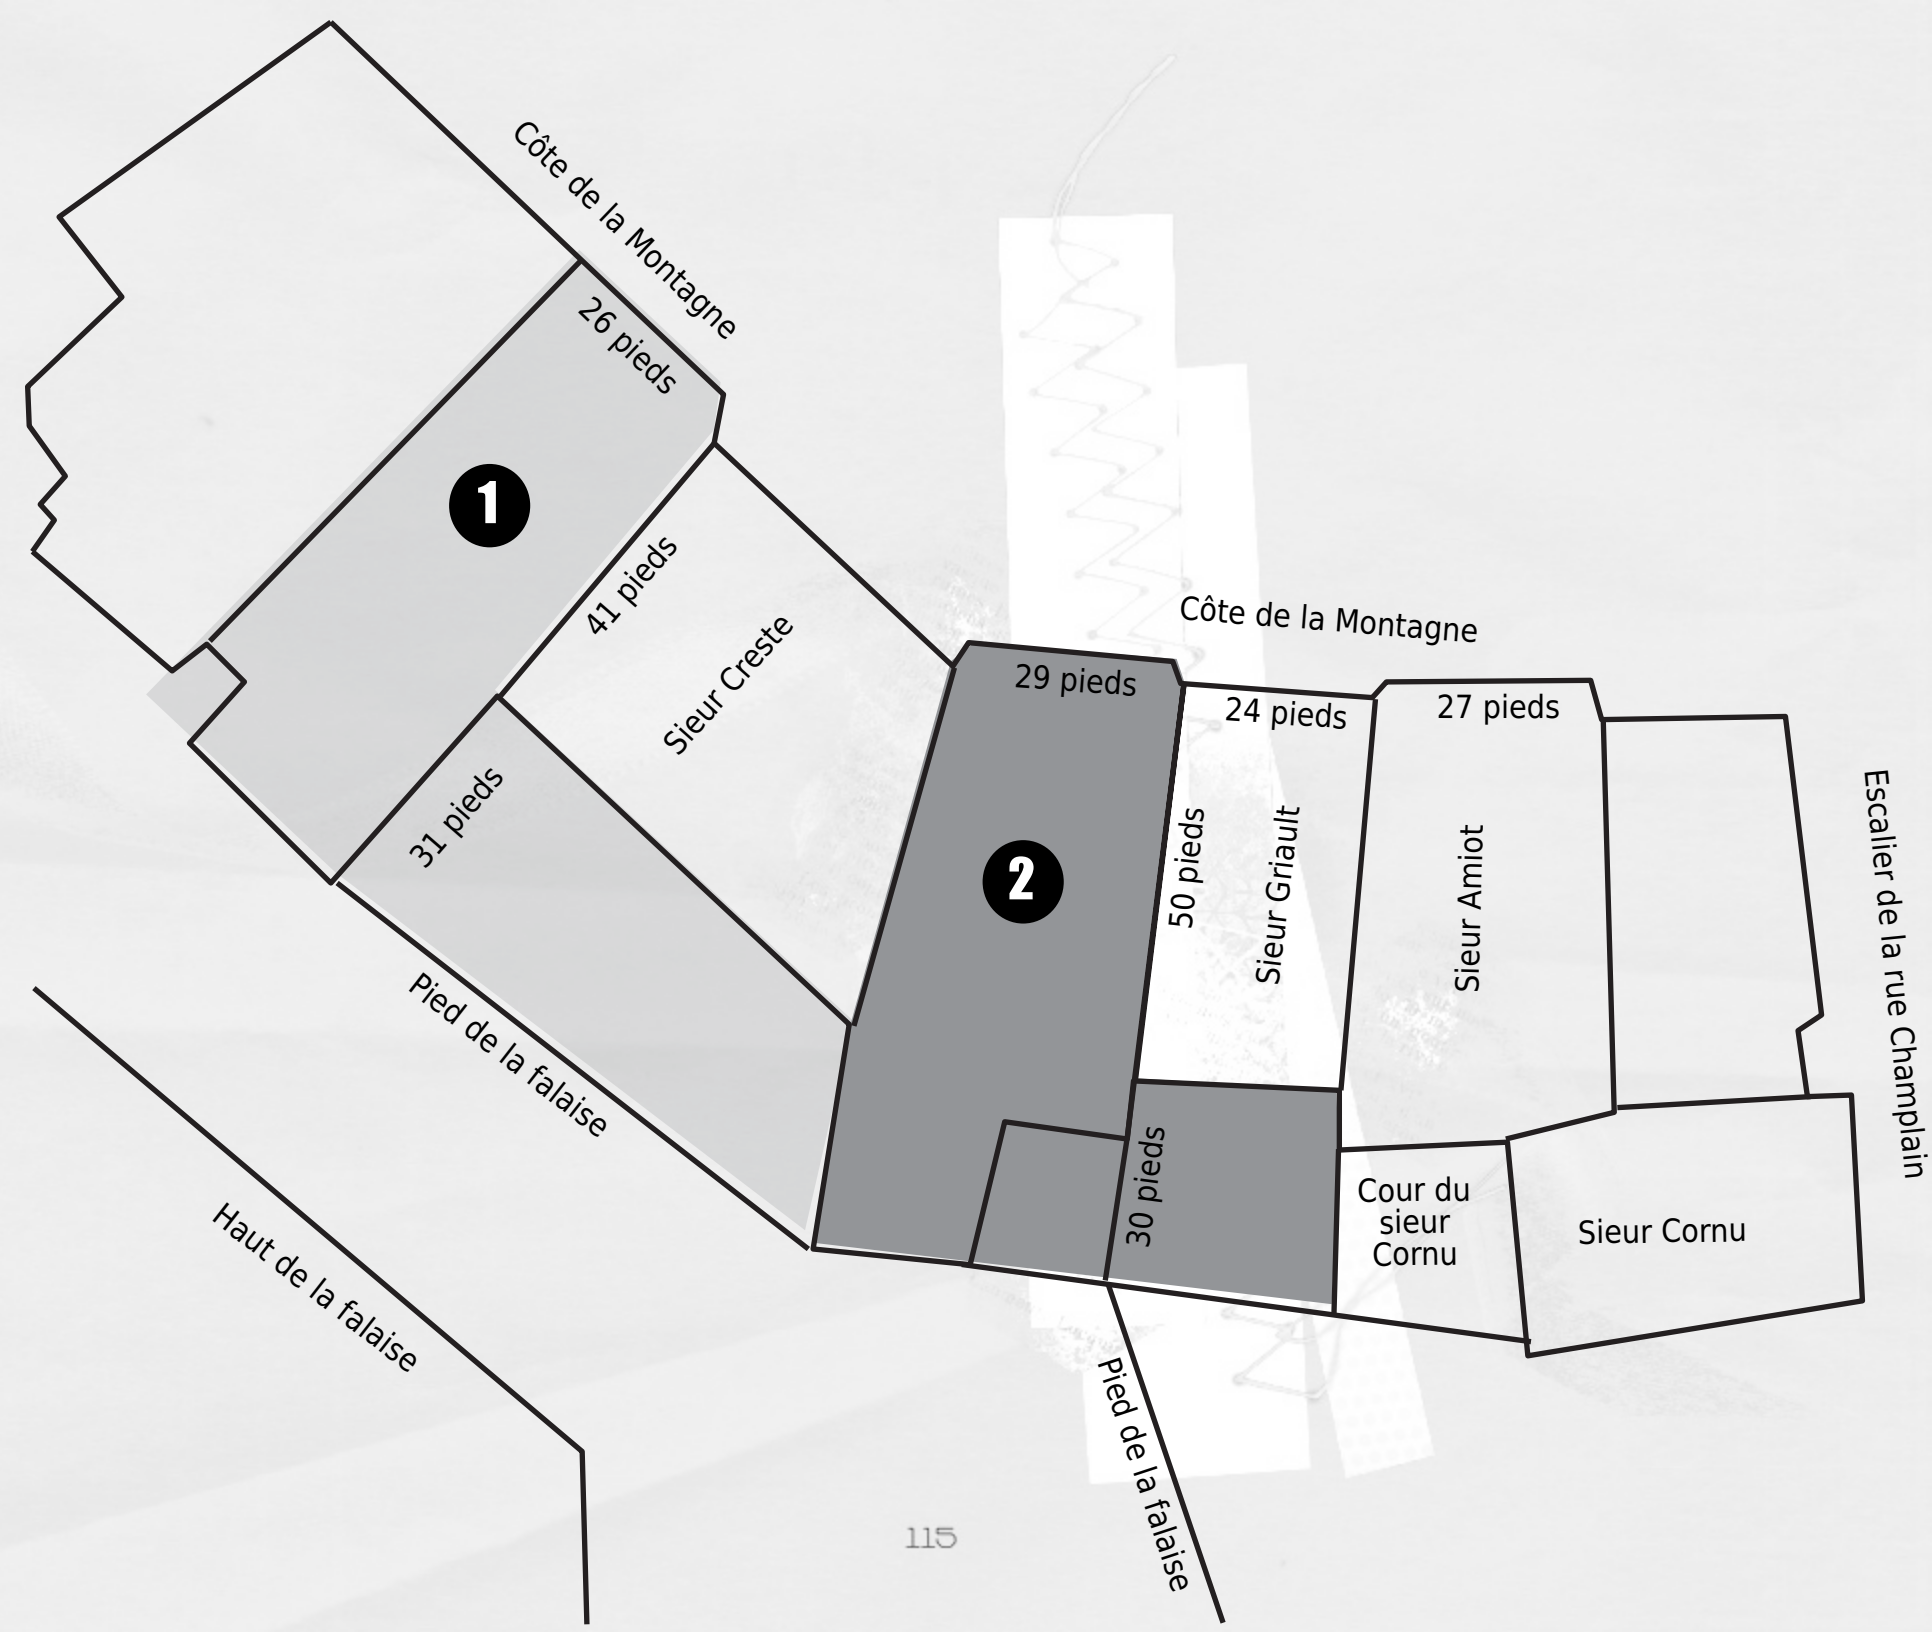 Côte de la Montagne
26 pieds
1
41 pieds
Sieur Creste
31 pieds
Côte de la Montagne
29 pieds
24 pieds
27 pieds
2
50 pieds
Sieur Griault
Sieur Amiot
Escalier de la rue Champlain
Pied de la falaise
30 pieds
Cour du
sieur
Cornu
Sieur Cornu
Haut de la falaise
Pied de la falaise
115